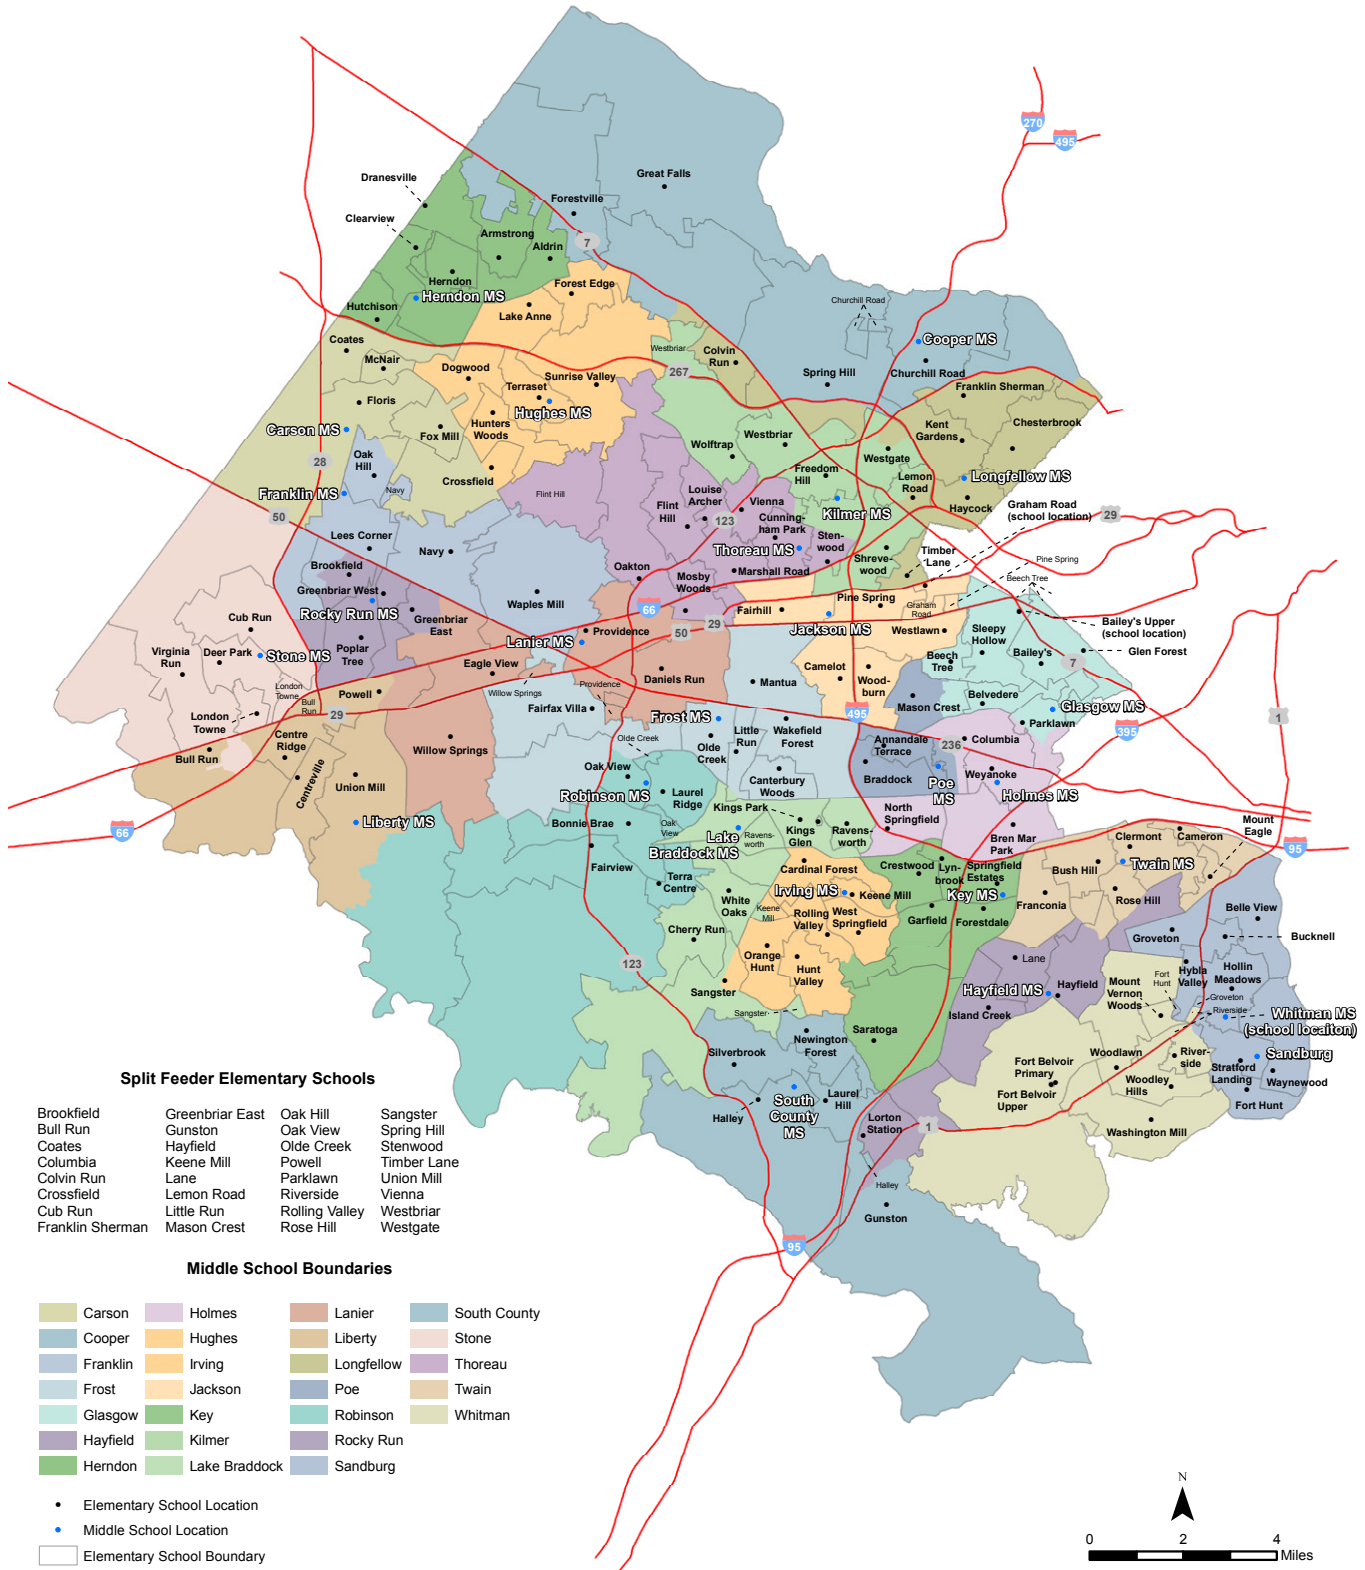 270
495
Great Falls
Dranesville
Forestville
Clearview
Armstrong
7
Aldrin
Herndon
Forest Edge
Herndon MS
Hutchison
Lake Anne
Churchill Road
Cooper MS
Coates
McNair
Westbriar
Colvin
Run
Dogwood
267
Spring Hill
Churchill Road
Sunrise Valley
Terraset
Franklin Sherman
Floris
Hughes MS
Hunters
Woods
Carson MS
Fox Mill
Kent
Gardens
Chesterbrook
Wolftrap
Westbriar
Oak
Hill
28
Westgate
Freedom
Hill
Crossfield
Lemon
Road
Longfellow MS
Franklin MS
Navy
Flint Hill
Louise
Archer
Vienna
Kilmer MS
Haycock
Graham Road
(school location)
29
50
Flint
Hill
123
Cunning-
ham Park
Lees Corner
Sten-
wood
Thoreau MS
Navy
Timber
Lane
Pine Spring
Brookfield
Oakton
Mosby
Woods
Marshall Road
Shreve-
wood
Beech Tree
Greenbriar West
Rocky Run MS
Waples Mill
66
Fairhill
Pine Spring
Graham
Road
Cub Run
Greenbriar
East
50
29
Jackson MS
Westlawn
Bailey's Upper
(school location)
Lanier MS
Providence
Sleepy
Hollow
Virginia
Run
Deer Park
Stone MS
Poplar
Tree
Eagle View
Bailey's
Glen Forest
Beech
Tree
7
Camelot
Wood-
burn
Daniels Run
Mantua
London
Towne
Powell
Willow Springs
Providence
Belvedere
Mason Crest
Glasgow MS
Bull
Run
Fairfax Villa
29
London
Towne
Frost MS
495
Parklawn
1
395
Little
Run
Wakefield
Forest
Centre
Ridge
Willow Springs
Olde Creek
Olde
Creek
Annandale
Terrace
236
Columbia
Bull Run
Oak View
Canterbury
Woods
Braddock
Poe
MS
Weyanoke
Centreville
Union Mill
Robinson MS
Laurel
Ridge
Holmes MS
Kings Park
North
Springfield
Bonnie Brae
Oak
View
Lake
Braddock MS
Ravens-
worth
Kings
Glen
Ravens-
worth
Mount
Eagle
66
Liberty MS
Bren Mar
Park
Clermont
Cameron
95
Fairview
Terra
Centre
Cardinal Forest
Crestwood
Lyn-
brook
Springfield
Estates
Bush Hill
Twain MS
Irving MS
Keene Mill
Key MS
White
Oaks
Keene
Mill
Franconia
Rose Hill
Rolling
Valley
West
Springfield
Garfield
Forestdale
Belle View
Cherry Run
Groveton
Bucknell
Orange
Hunt
Lane
123
Hunt
Valley
Hybla
Valley
Hollin
Meadows
Sangster
Hayfield MS
Hayfield
Mount
Vernon
Woods
Fort
Hunt
Groveton
Riverside
Sangster
Island Creek
Whitman MS
(school locaiton)
Newington
Forest
Saratoga
Silverbrook
Woodlawn
River-
side
Sandburg
Fort Belvoir
Primary
Stratford
Landing
Waynewood
Fort Belvoir
Upper
Woodley
Hills
South
County
MS
Laurel
Hill
Halley
Fort Hunt
Lorton
Station
1
Washington Mill
Halley
Gunston
95
Split Feeder Elementary Schools
Brookfield Greenbriar East Oak Hill Sangster
Bull Run Gunston Oak View Spring Hill
Coates Hayfield Olde Creek Stenwood
Columbia Keene Mill Powell Timber Lane
Colvin Run Lane Parklawn Union Mill
Crossfield Lemon Road Riverside Vienna
Cub Run Little Run Rolling Valley Westbriar
Franklin Sherman Mason Crest Rose Hill Westgate
Middle School Boundaries
Carson Holmes Lanier South County
Cooper Hughes Liberty Stone
Franklin Irving Longfellow Thoreau
Frost Jackson Poe Twain
Glasgow Key Robinson Whitman
Hayfield Kilmer Rocky Run
Herndon Lake Braddock Sandburg
Elementary School Location
Middle School Location
Elementary School Boundary
N
0 2 4
Miles